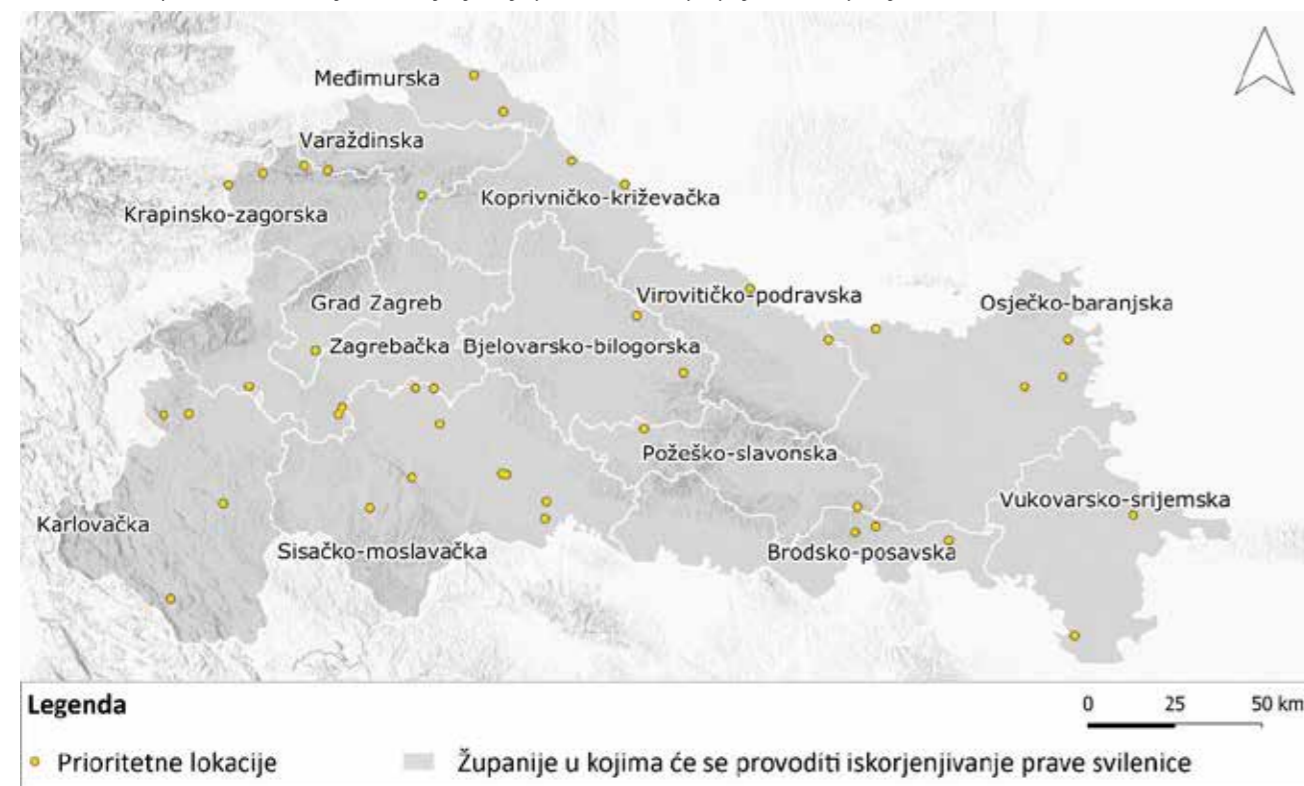 Međimurska
Varaždinska
Krapinsko-zagorska
Koprivničko-križevačka
Grad Zagreb
Virovitičko-podravska
Osječko-baranjska
Zagrebačka
Bjelovarsko-bilogorska
Požeško-slavonska
Vukovarsko-srijemska
Karlovačka
Sisačko-moslavačka
Brodsko-posavska
Legenda
0 25 50 km
Prioritetne lokacije
Županije u kojima će se provoditi iskorjenjivanje prave svilenice